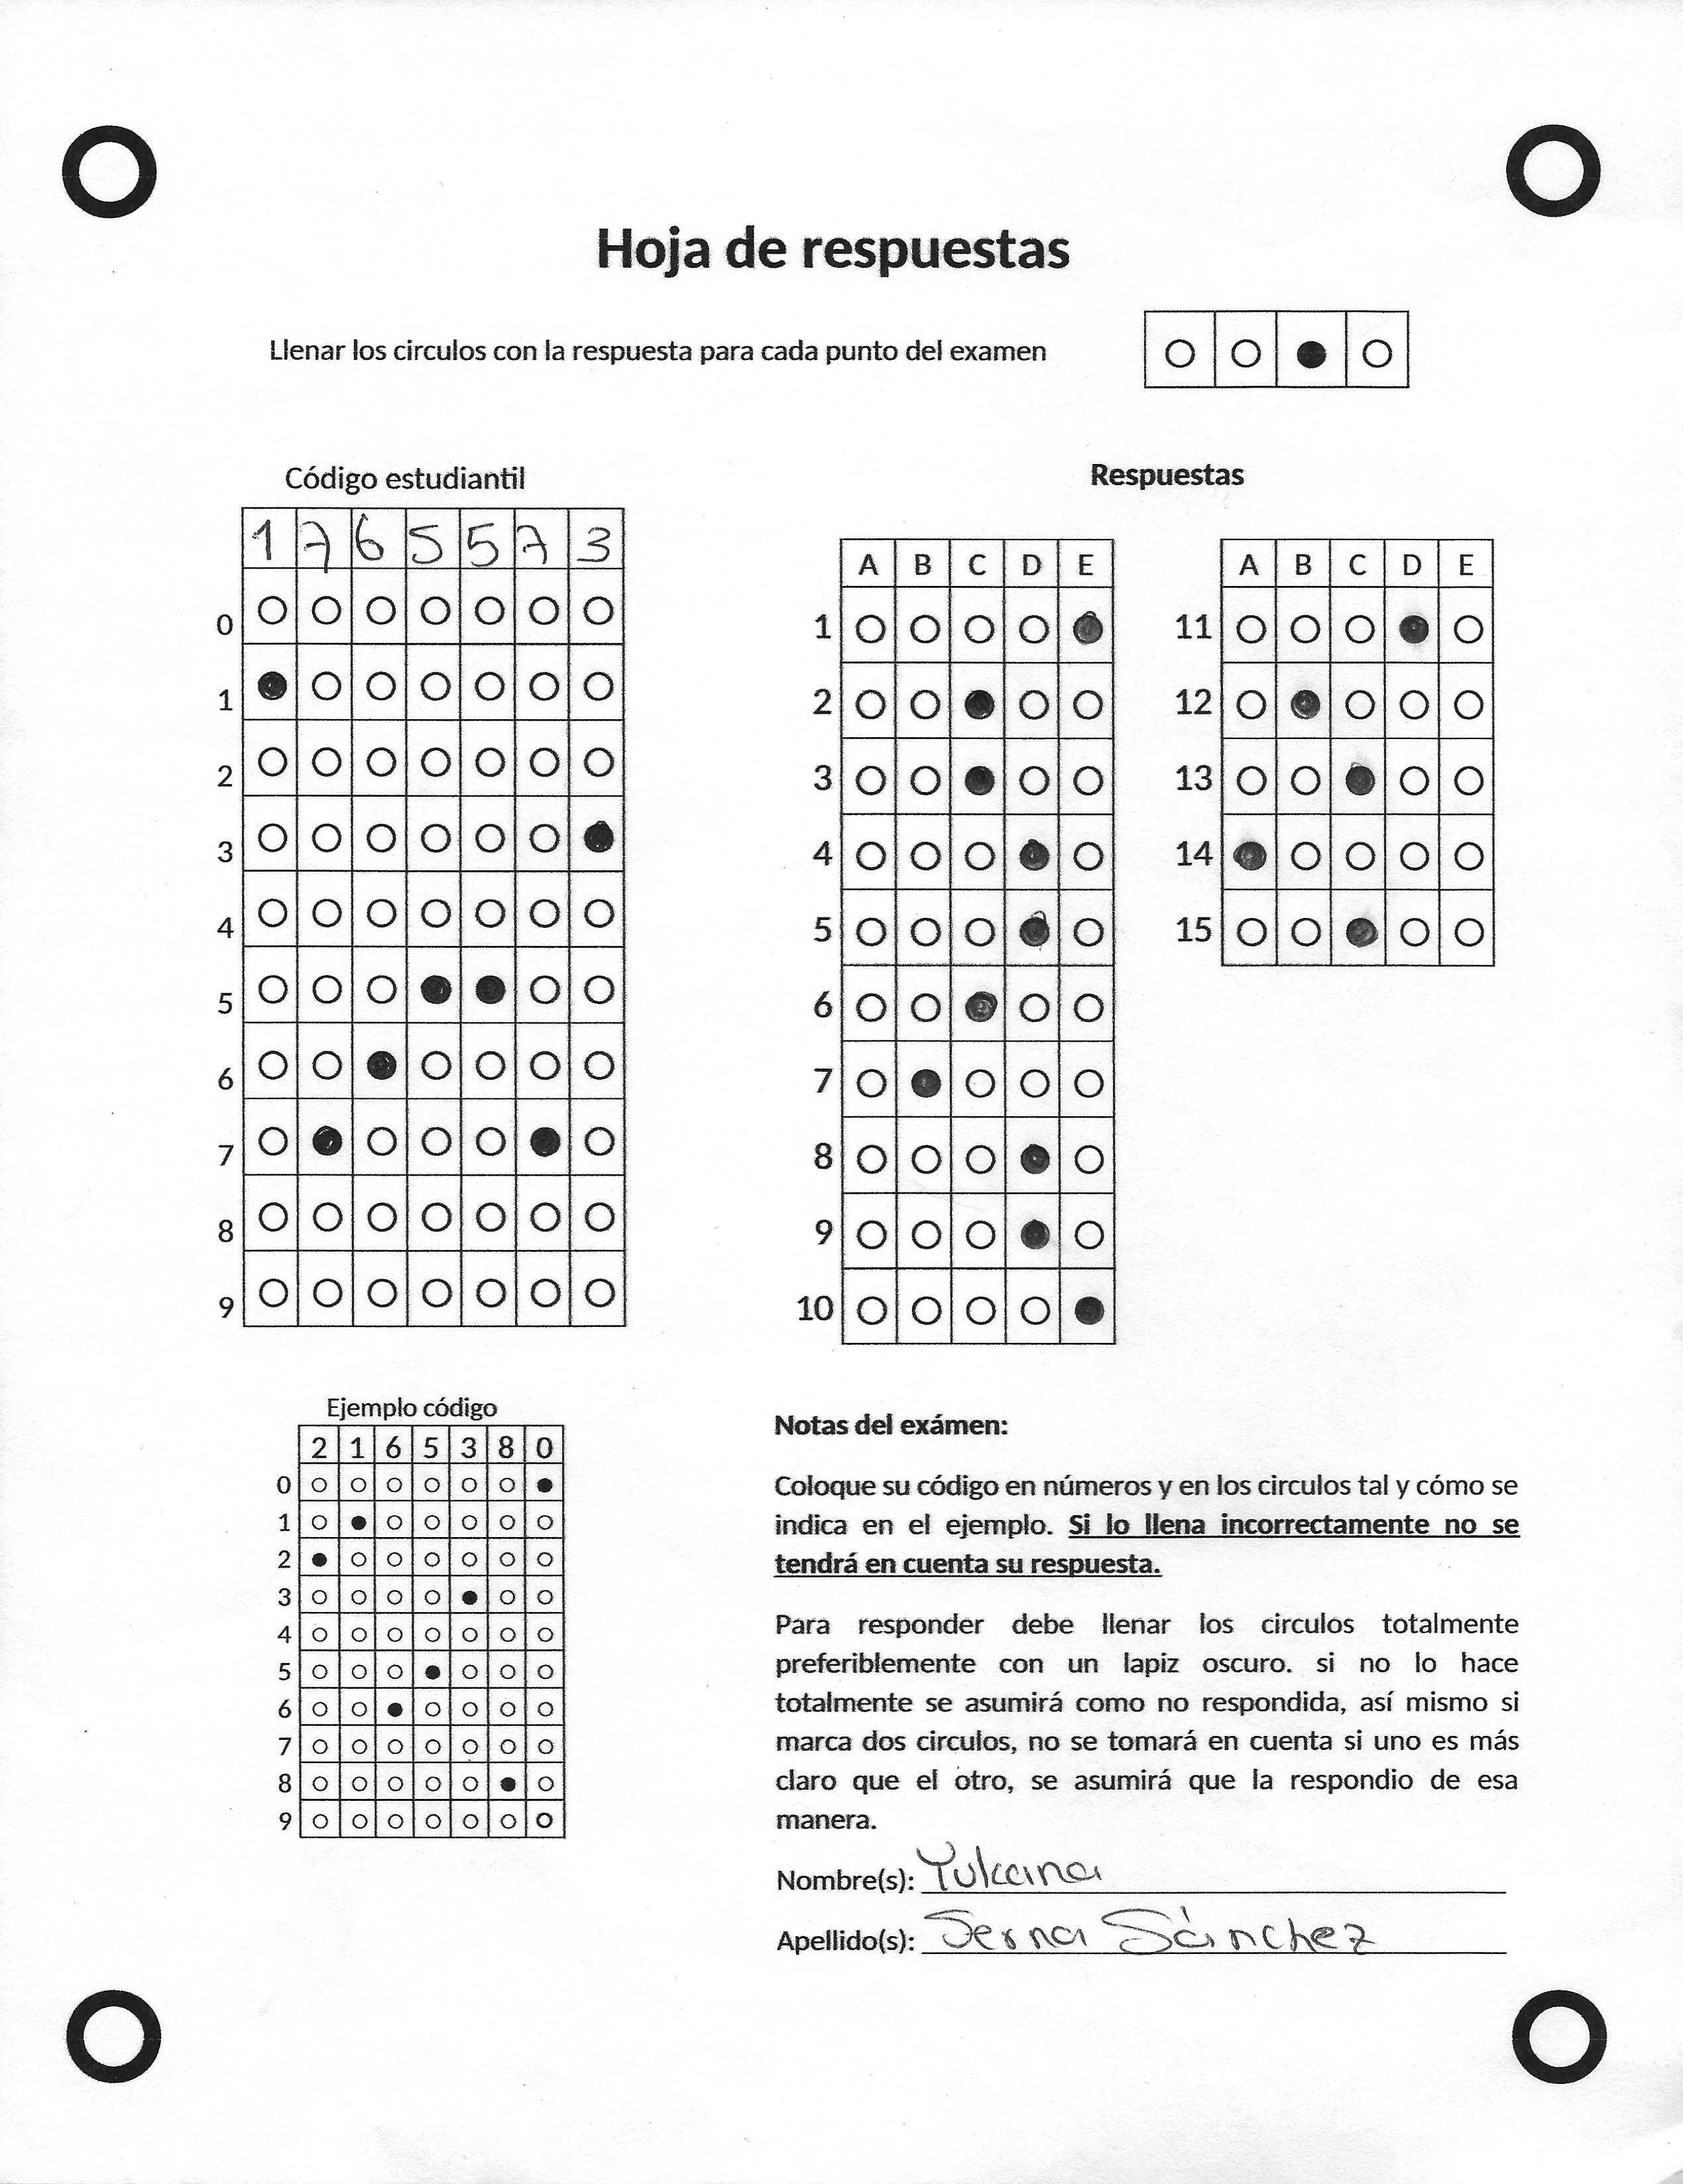 Hoja de respuestas
Llenar los circulos con la respuesta para cada punto del examen
Código estudiantil
1 7 6 5 5 7 3
0
1
2
3
4
5
6
7
8
9
Respuestas
A B C D E
1
2
3
4
5
6
7
8
9
10
A B C D E
11
12
13
14
15
Ejemplo código
2 1 6 5 3 8 0
0
1
2
3
4
5
6
7
8
9
Notas del exámen:
Coloque su código en números y en los circulos tal y cómo se
indica en el ejemplo. Si lo llena incorrectamente no se
tendrá en cuenta su respuesta.
Para responder debe llenar los circulos totalmente
preferiblemente con un lapiz oscuro. si no lo hace
totalmente se asumirá como no respondida, así mismo si
marca dos circulos, no se tomará en cuenta si uno es más
claro que el otro, se asumirá que la respondio de esa
manera.
Nombre(s): Yuliana
Apellido(s): Serna Sánchez